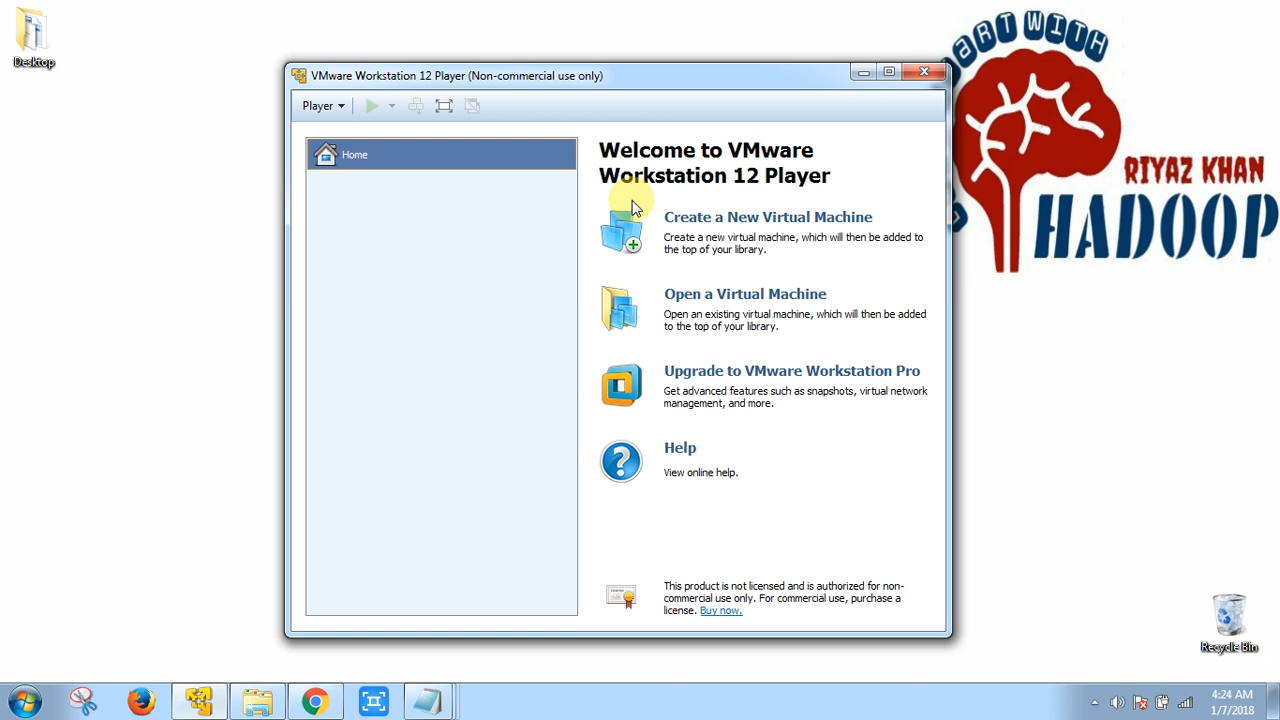 Desktop
ART WITH
RIYAZ KHAN
HADOOP
VMware Workstation 12 Player (Non-commercial use only)
Player
Home
Welcome to VMware
Workstation 12 Player
Create a New Virtual Machine
Create a new virtual machine, which will then be added to
the top of your library.
Open a Virtual Machine
Open an existing virtual machine, which will then be added
to the top of your library.
Upgrade to VMware Workstation Pro
Get advanced features such as snapshots, virtual network
management, and more.
Help
View online help.
This product is not licensed and is authorized for non-
commercial use only. For commercial use, purchase a
license. Buy now.
Recycle Bin
4:24 AM
1/7/2018